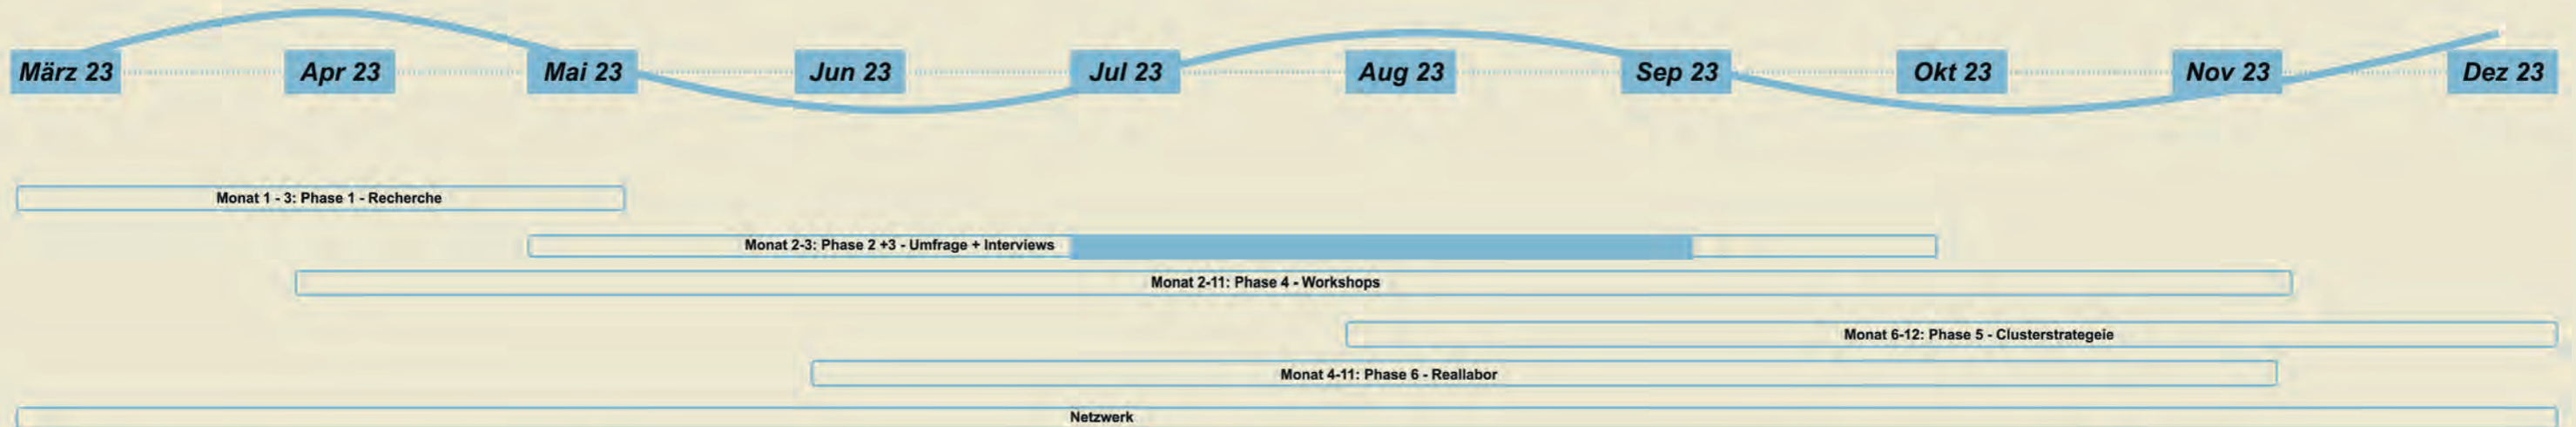 März 23 Apr 23 Mai 23 Jun 23 Jul 23 Aug 23 Sep 23 Okt 23 Nov 23 Dez 23
Monat 1 - 3: Phase 1 - Recherche
Monat 2-3: Phase 2 +3 - Umfrage + Interviews
Monat 2-11: Phase 4 - Workshops
Monat 6-12: Phase 5 - Clusterstrategeie
Monat 4-11: Phase 6 - Reallabor
Netzwerk